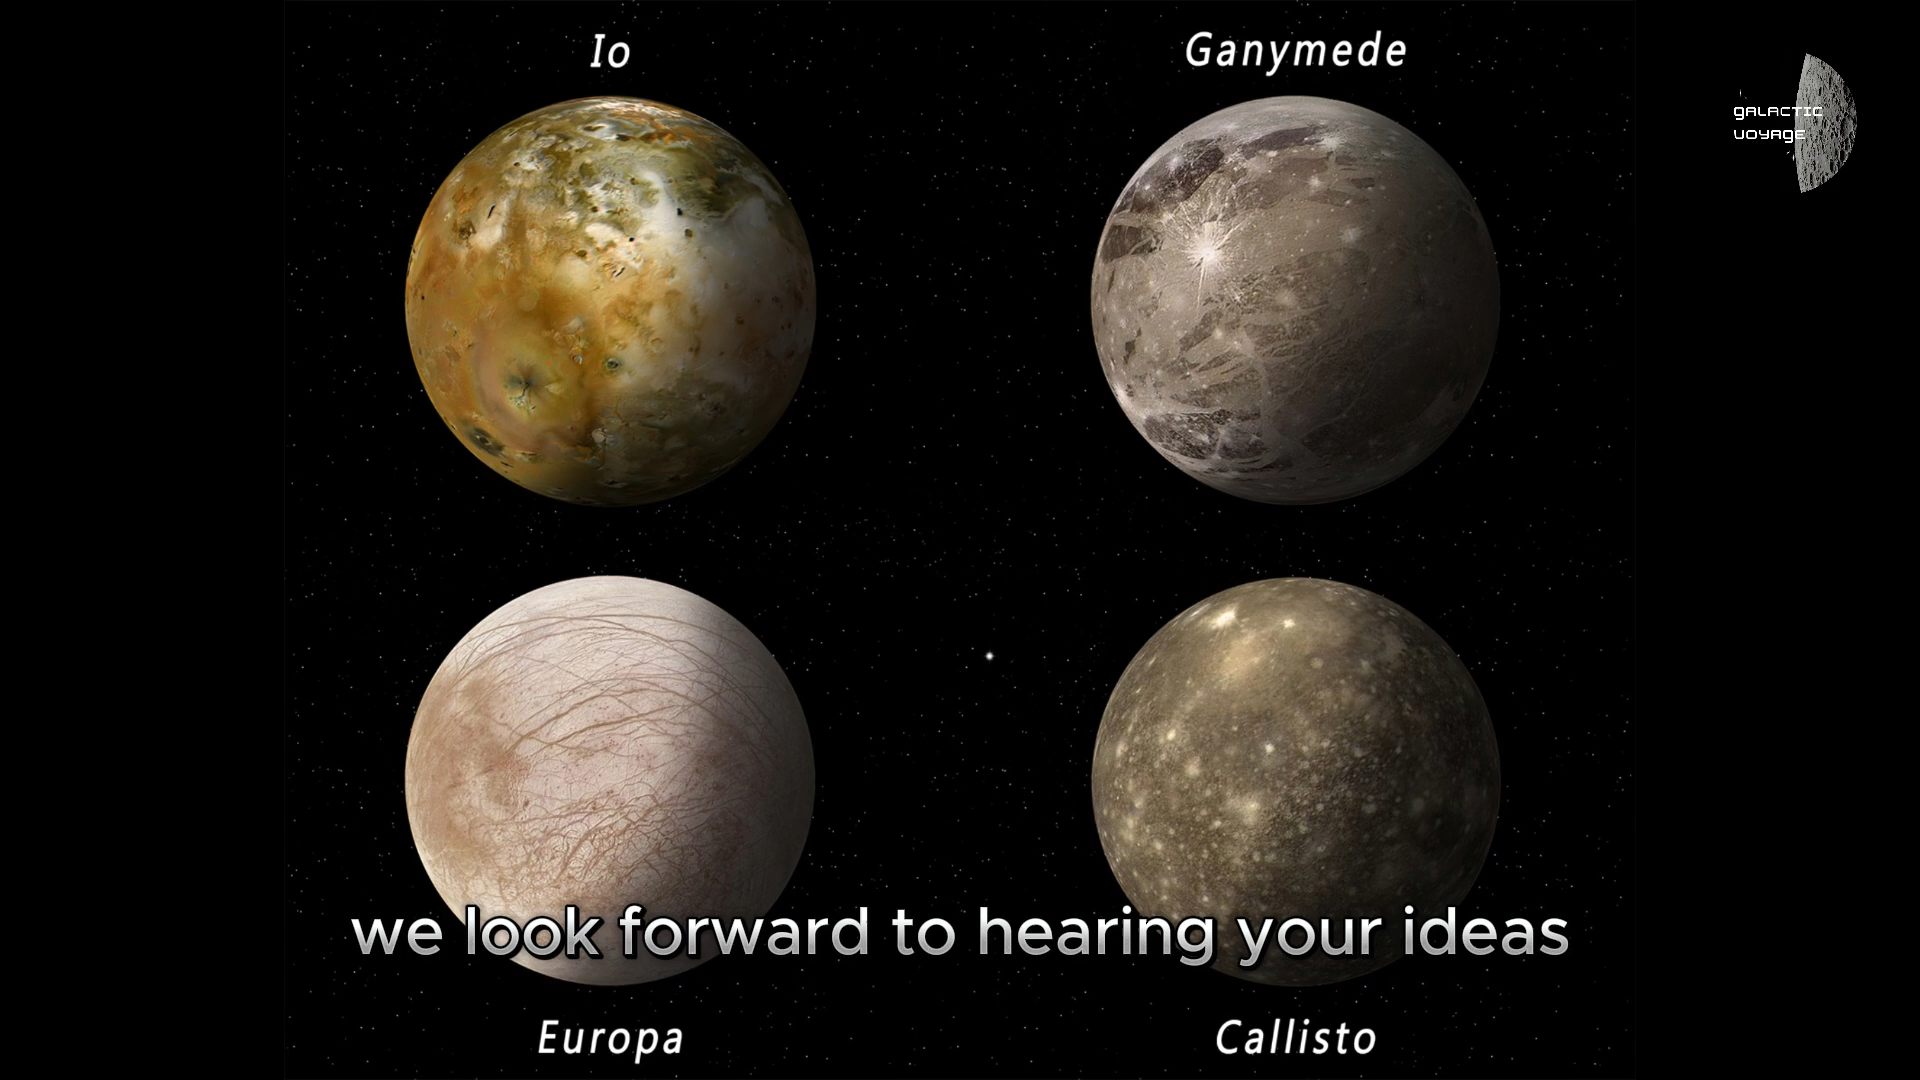 Io
Ganymede
GALACTIC
VOYAGE
we look forward to hearing your ideas
Europa
Callisto